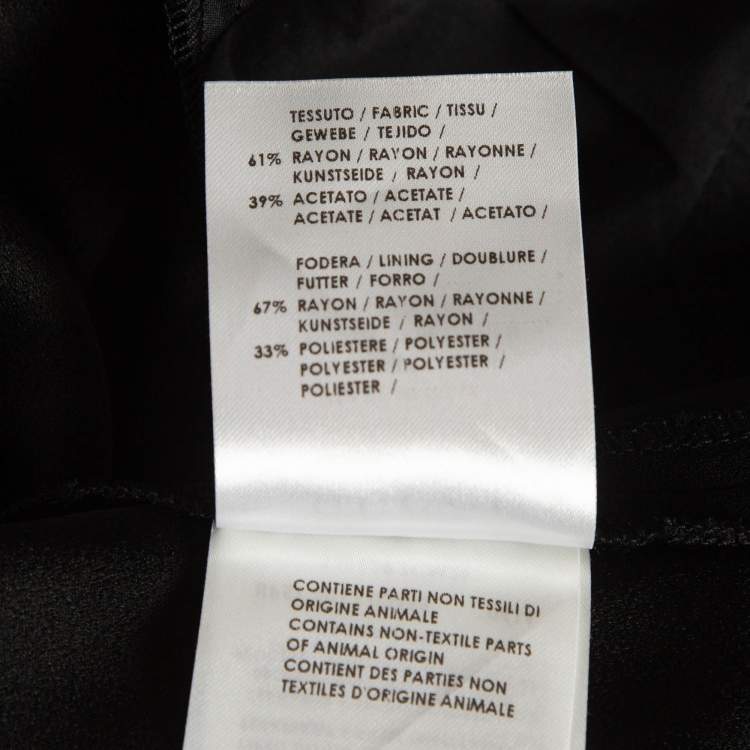 TESSUTO / FABRIC / TISSU /
GEWEBE / TEJIDO /
61% RAYON / RAYON / RAYONNE /
KUNSTSEIDE / RAYON /
39% ACETATO / ACETATE /
ACETATE / ACETAT / ACETATO /
FODERA / LINING / DOUBLURE /
FUTTER / FORRO /
67% RAYON / RAYON / RAYONNE /
KUNSTSEIDE / RAYON /
33% POLIESTERE / POLYESTER /
POLYESTER / POLYESTER /
POLIESTER /
CONTIENE PARTI NON TESSILI DI
ORIGINE ANIMALE
CONTAINS NON-TEXTILE PARTS
OF ANIMAL ORIGIN
CONTIENT DES PARTIES NON
TEXTILES D'ORIGINE ANIMALE